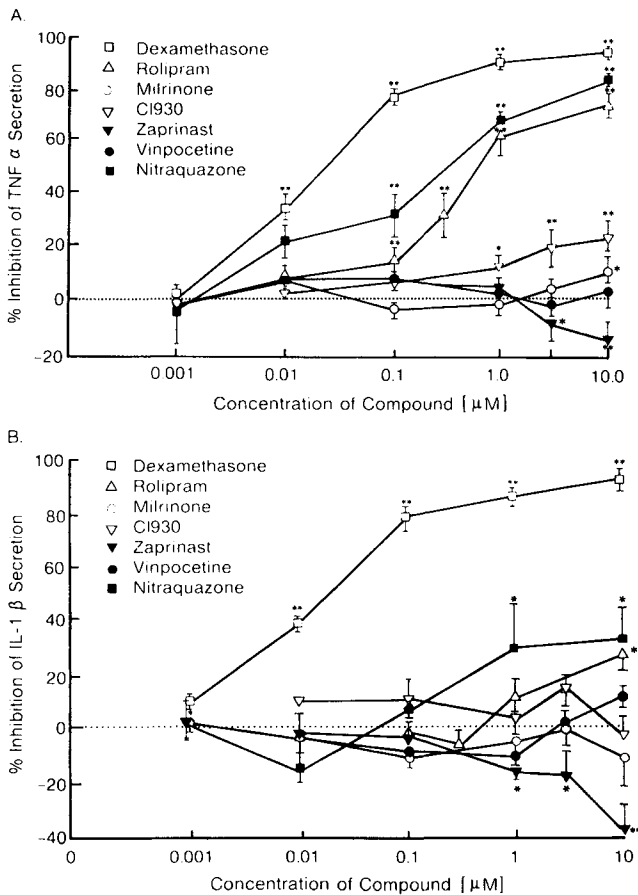 A.
% Inhibition of TNF α Secretion
100
80
60
40
20
0
-20
Dexamethasone
Rolipram
Milrinone
CI930
Zaprinast
Vinpocetine
Nitraquazone
0.001
0.01
0.1
1.0
10.0
Concentration of Compound [μM]
B.
% Inhibition of IL-1 β Secretion
100
80
60
40
20
0
-20
-40
Dexamethasone
Rolipram
Milrinone
CI930
Zaprinast
Vinpocetine
Nitraquazone
0
0.001
0.01
0.1
1
10
Concentration of Compound [μM]